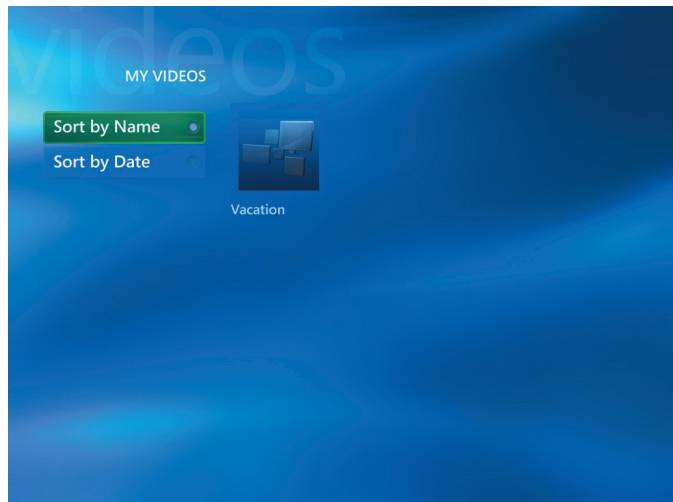 videos
MY VIDEOS
Sort by Name
Sort by Date
Vacation